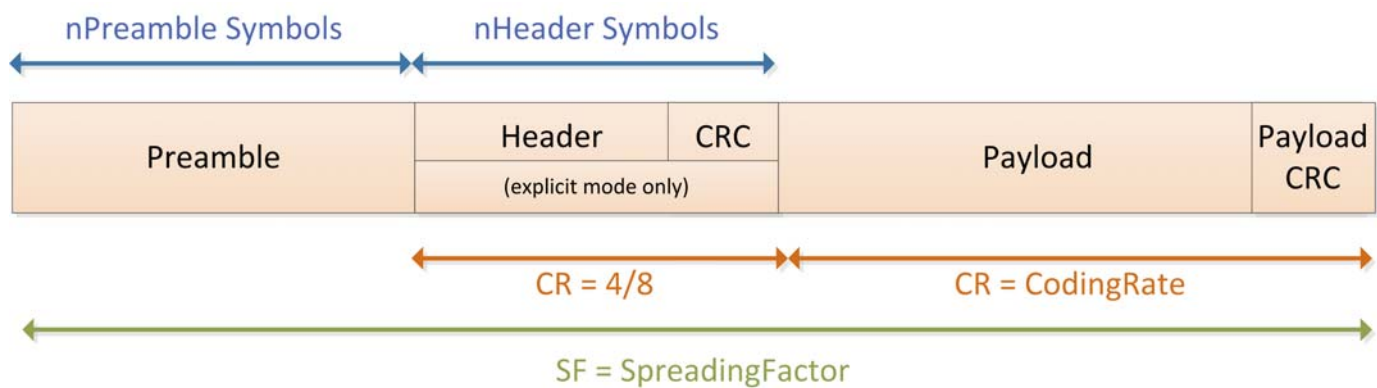 nPreamble Symbols
nHeader Symbols
Preamble
Header
CRC
(explicit mode only)
Payload
Payload
CRC
CR = 4/8
CR = CodingRate
SF = SpreadingFactor